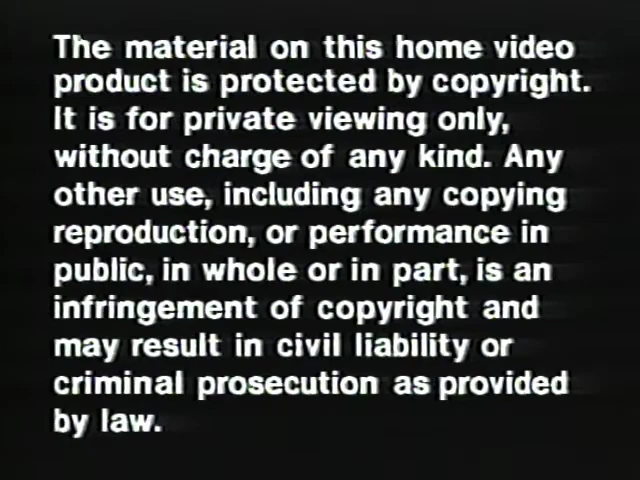 The material on this home video
product is protected by copyright.
It is for private viewing only,
without charge of any kind. Any
other use, including any copying
reproduction, or performance in
public, in whole or in part, is an
infringement of copyright and
may result in civil liability or
criminal prosecution as provided
by law.